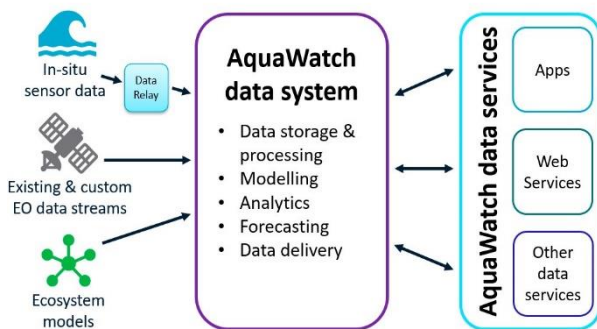 In-situ
sensor data
Data
Relay
Existing & custom
EO data streams
Ecosystem
models
AquaWatch
data system
• Data storage &
processing
• Modelling
• Analytics
• Forecasting
• Data delivery
AquaWatch data services
Apps
Web
Services
Other
data
services